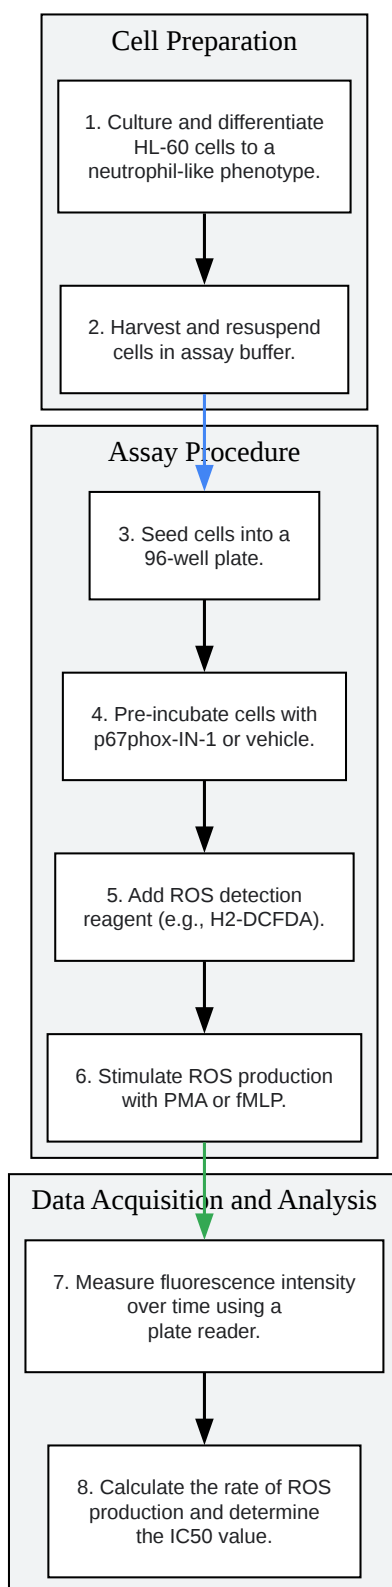 Cell Preparation
1. Culture and differentiate
HL-60 cells to a
neutrophil-like phenotype.
2. Harvest and resuspend
cells in assay buffer.
Assay Procedure
3. Seed cells into a
96-well plate.
4. Pre-incubate cells with
p67phox-IN-1 or vehicle.
5. Add ROS detection
reagent (e.g., H2-DCFDA).
6. Stimulate ROS production
with PMA or fMLP.
Data Acquisition and Analysis
7. Measure fluorescence intensity
over time using a
plate reader.
8. Calculate the rate of ROS
production and determine
the IC50 value.